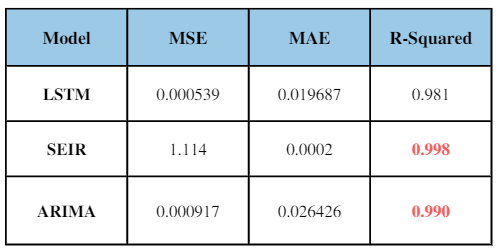 Model MSE MAE R-Squared
LSTM 0.000539 0.019687 0.981
SEIR 1.114 0.0002 0.998
ARIMA 0.000917 0.026426 0.990